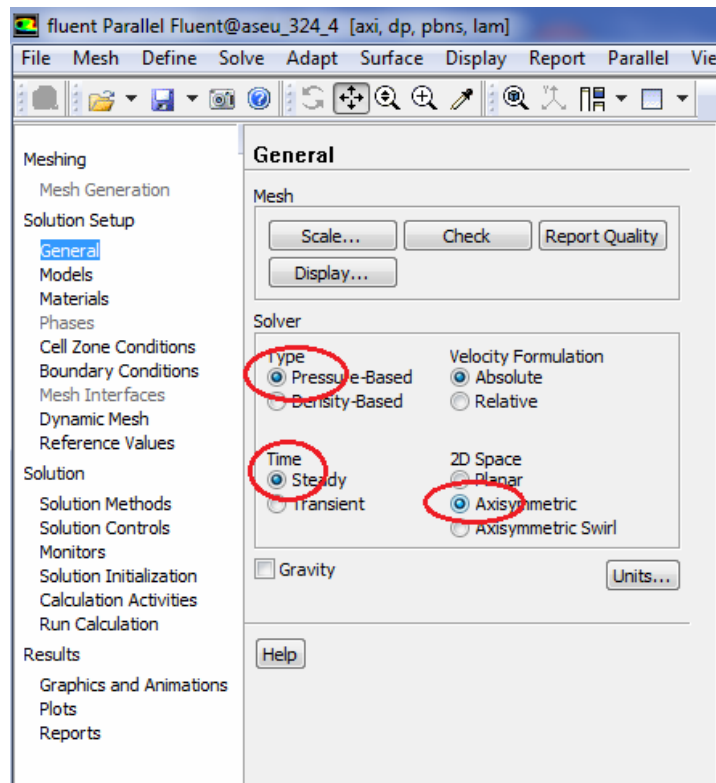 fluent Parallel Fluent@aseu_324_4 [axi, dp, pbns, lam]
File Mesh Define Solve Adapt Surface Display Report Parallel Vie
Meshing
Mesh Generation
Solution Setup
General
Models
Materials
Phases
Cell Zone Conditions
Boundary Conditions
Mesh Interfaces
Dynamic Mesh
Reference Values
Solution
Solution Methods
Solution Controls
Monitors
Solution Initialization
Calculation Activities
Run Calculation
Results
Graphics and Animations
Plots
Reports
General
Mesh
Scale... Check Report Quality
Display...
Solver
Type Velocity Formulation
Pressure-Based Absolute
Density-Based Relative
Time 2D Space
Steady Planar
Transient Axisymmetric
Axisymmetric Swirl
Gravity Units...
Help